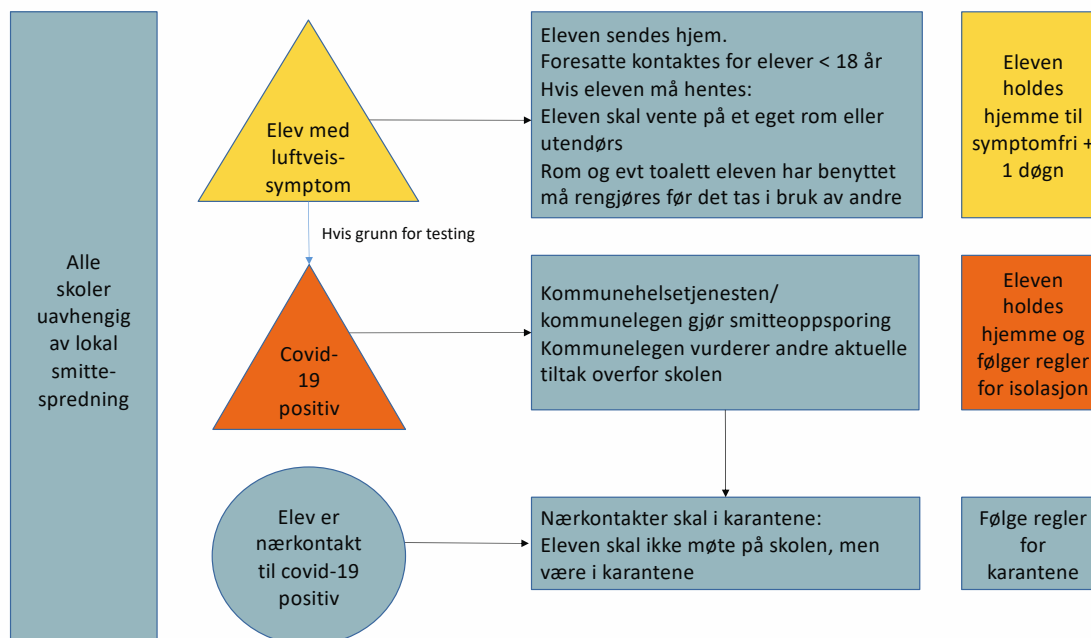 Alle
skoler
uavhengig
av lokal
smitte-
spredning
Elev med
luftveis-
symptom
Eleven sendes hjem.
Foresatte kontaktes for elever < 18 år
Hvis eleven må hentes:
Eleven skal vente på et eget rom eller
utendørs
Rom og evt toalett eleven har benyttet
må rengjøres før det tas i bruk av andre
Eleven
holdes
hjemme til
symptomfri +
1 døgn
Hvis grunn for testing
Covid-
19
positiv
Kommunehelsetjenesten/
kommunelegen gjør smitteoppsporing
Kommunelegen vurderer andre aktuelle
tiltak overfor skolen
Eleven
holdes
hjemme og
følger regler
for isolasjon
Elev er
nærkontakt
til covid-19
positiv
Nærkontakter skal i karantene:
Eleven skal ikke møte på skolen, men
være i karantene
Følge regler
for
karantene